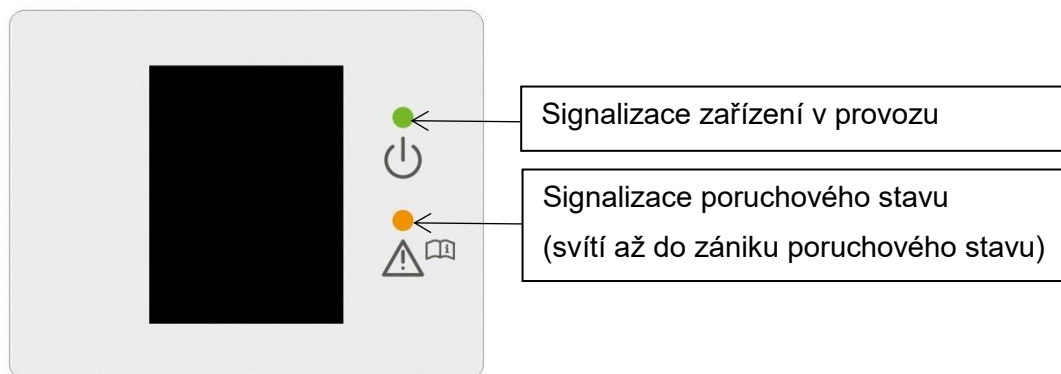 Signalizace zařízení v provozu
Signalizace poruchového stavu
(svítí až do zániku poruchového stavu)